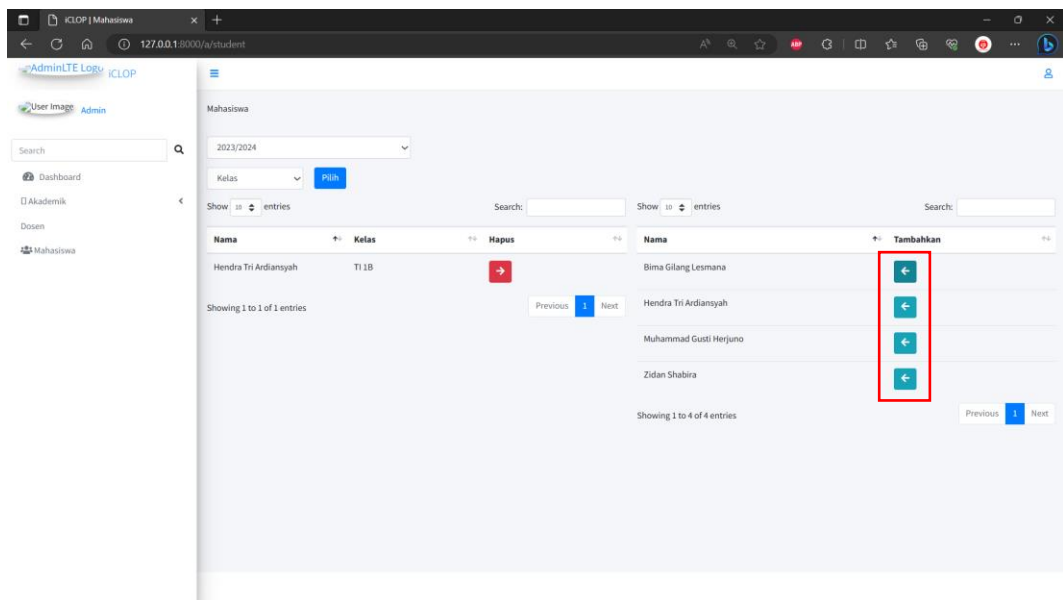 iCLOP | Mahasiswa
127.0.0.1:8000/a/student
ABP
AdminLTE Logo iCLOP
User Image Admin
Search
Dashboard
Akademik
Dosen
Mahasiswa
Mahasiswa
2023/2024
Kelas Pilih
Show 10 entries Search:
Nama Kelas Hapus
Hendra Tri Ardiansyah TI 1B
Showing 1 to 1 of 1 entries Previous 1 Next
Show 10 entries Search:
Nama Tambahkan
Bima Gilang Lesmana
Hendra Tri Ardiansyah
Muhammad Gusti Herjuno
Zidan Shabira
Showing 1 to 4 of 4 entries Previous 1 Next